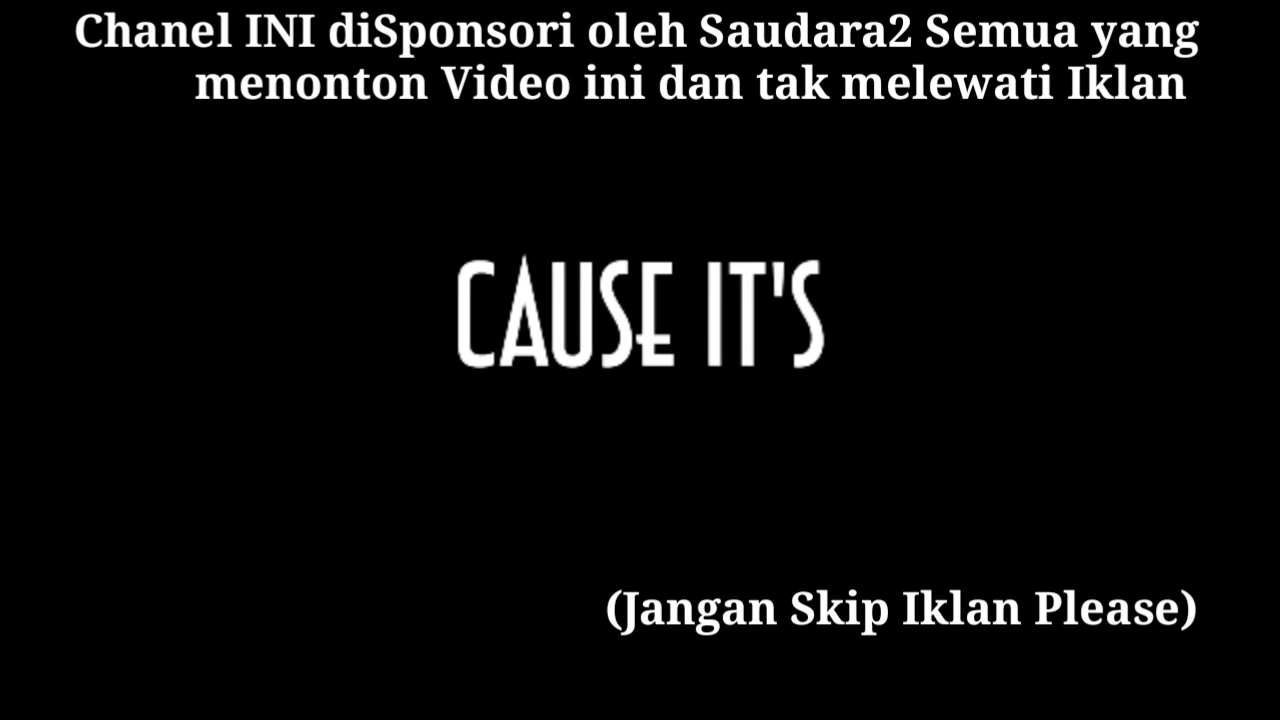 Chanel INI diSponsori oleh Saudara2 Semua yang
menonton Video ini dan tak melewati Iklan
CAUSE IT'S
(Jangan Skip Iklan Please)